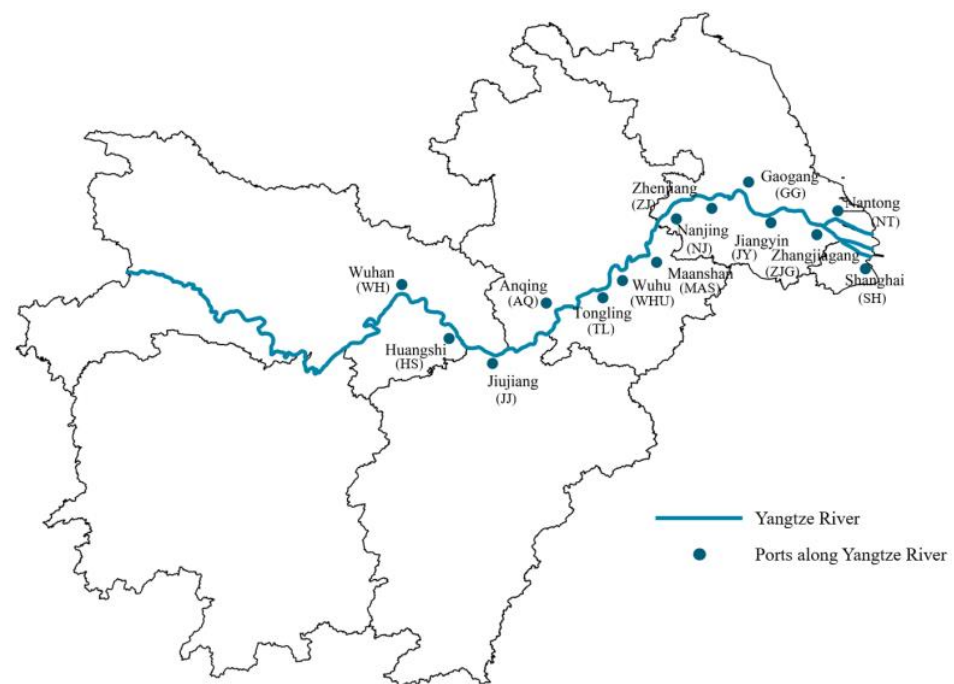 Gaogang
(GG)
Zhenjiang
(ZJ)
Nantong
(NT)
Nanjing
(NJ)
Jiangyin
(JY)
Zhangjiagang
(ZJG)
Wuhan
(WH)
Maanshan
(MAS)
Shanghai
(SH)
Anqing
(AQ)
Wuhu
(WHU)
Tongling
(TL)
Huangshi
(HS)
Jiujiang
(JJ)
Yangtze River
Ports along Yangtze River